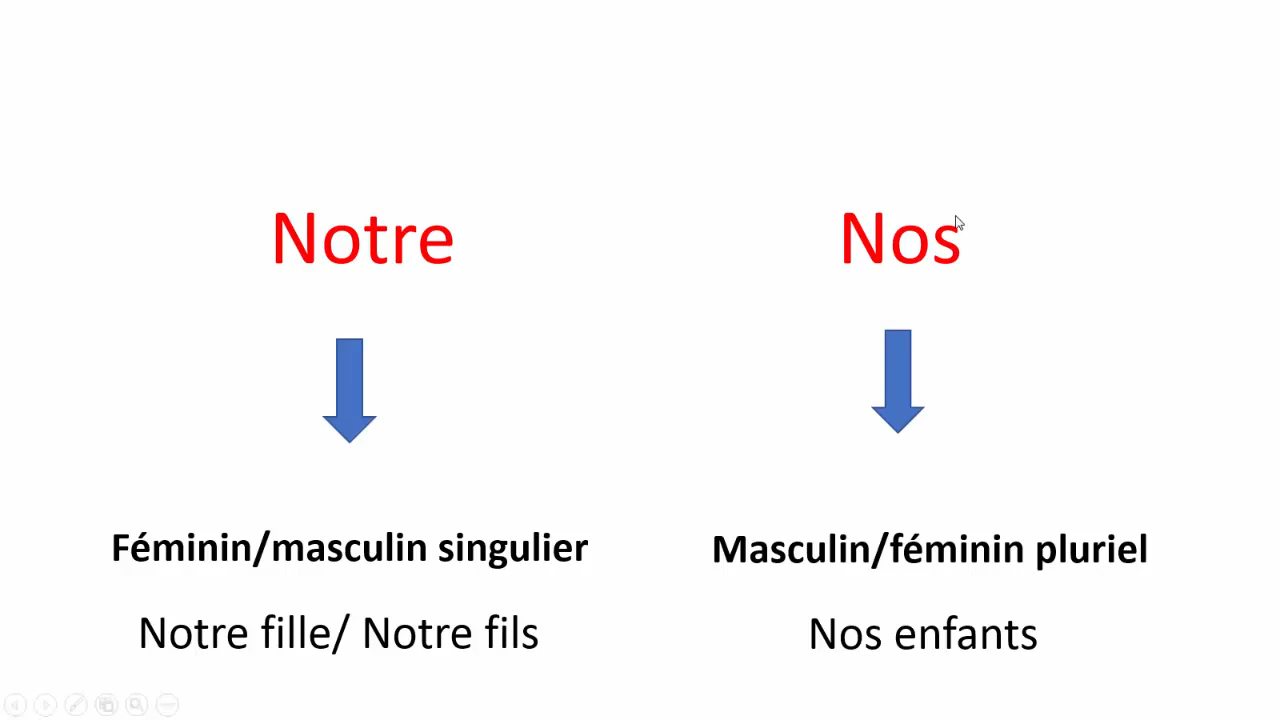 Notre
Nos
Féminin/masculin singulier
Masculin/féminin pluriel
Notre fille/ Notre fils
Nos enfants